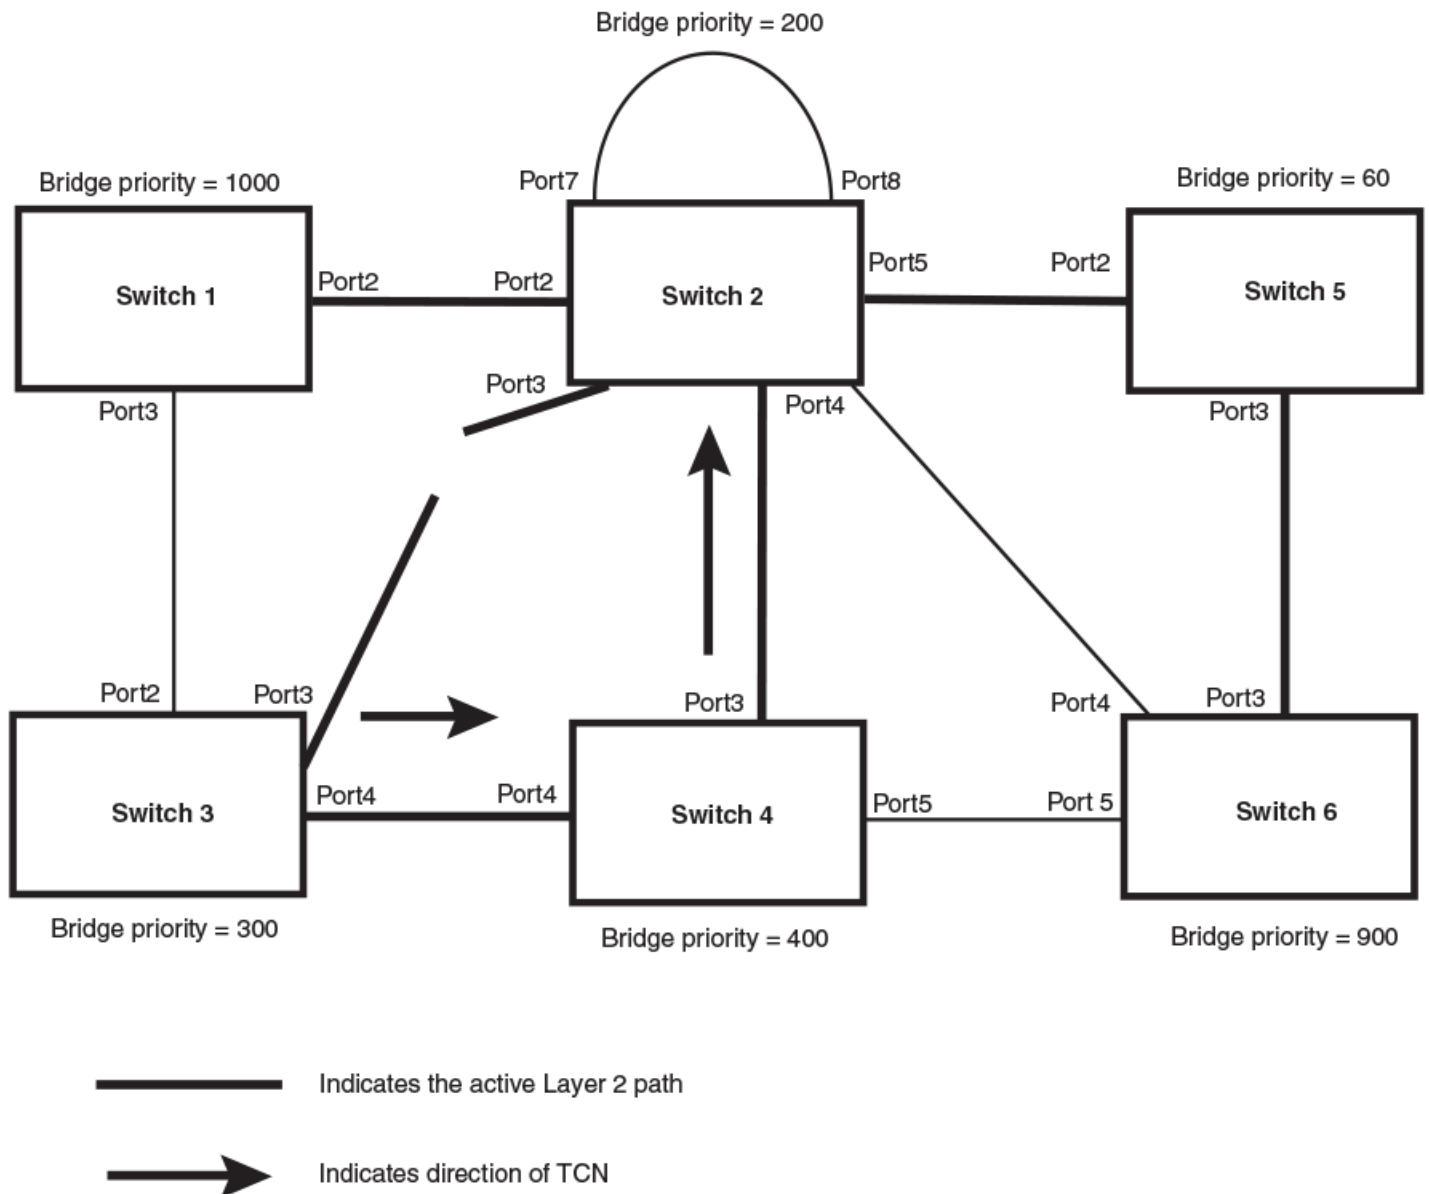 Bridge priority = 200
Port7
Port8
Bridge priority = 1000
Bridge priority = 60
Switch 1
Port2
Port2
Switch 2
Port5
Port2
Switch 5
Port3
Port3
Port4
Port3
Port2
Port3
Port3
Port4
Port3
Switch 3
Port4
Port4
Switch 4
Port5
Port 5
Switch 6
Bridge priority = 300
Bridge priority = 400
Bridge priority = 900
Indicates the active Layer 2 path
Indicates direction of TCN